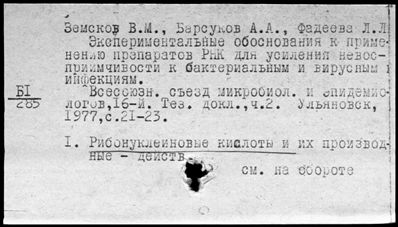 Земсков В.М., Барсуков А.А., Фадеева Л.Л
Экспериментальные обоснования к приме-
нению препаратов РНК для усиления невос-
приимчивости к бактериальным и вирусным
инфекциям.
БI
285
Всесоюзн. съезд микробиол. и эпидемио-
логов,16-й. Тез. докл.,ч.2. Ульяновск,
1977,с.21-23.
I. Рибонуклеиновые кислоты и их производ-
ные - действ
см. на обороте